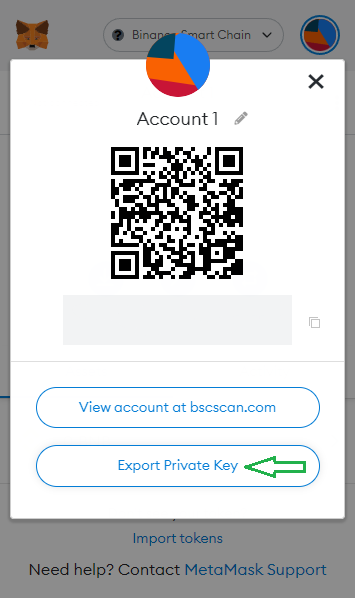 Binance Smart Chain
Account 1
View account at bscscan.com
Export Private Key
Import tokens
Need help? Contact MetaMask Support